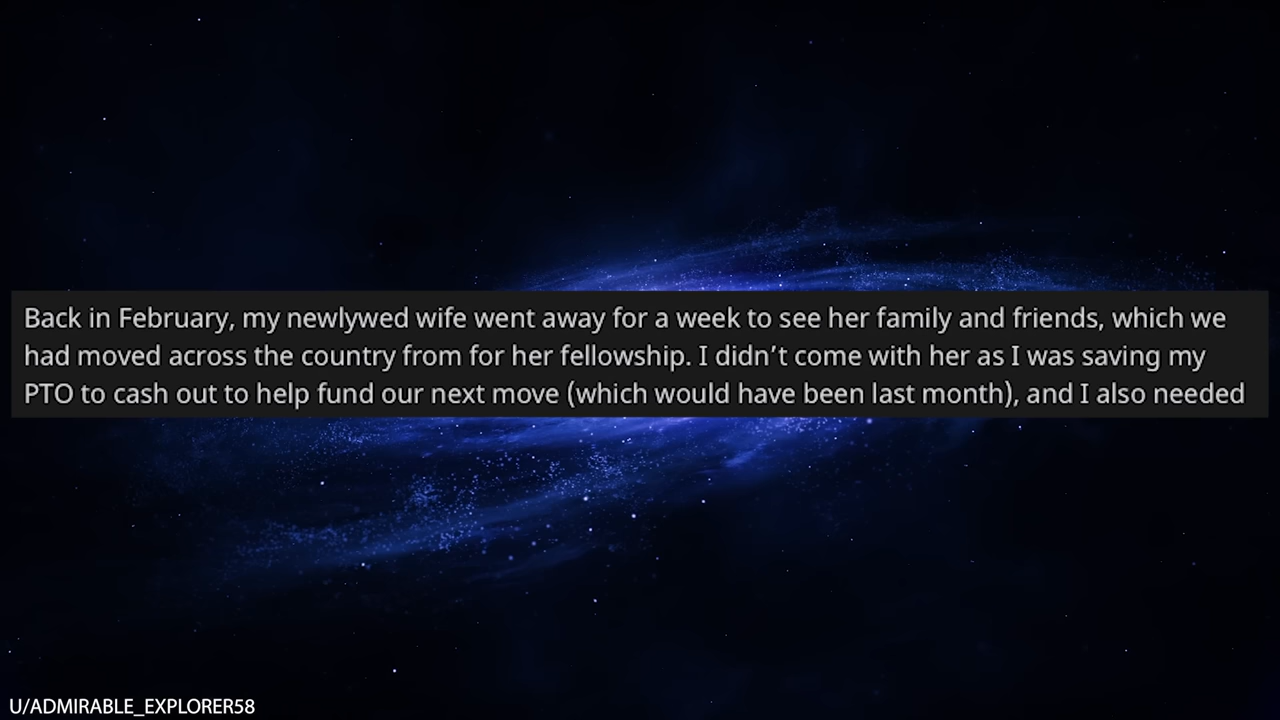 Back in February, my newlywed wife went away for a week to see her family and friends, which we
had moved across the country from for her fellowship. I didn’t come with her as I was saving my
PTO to cash out to help fund our next move (which would have been last month), and I also needed
U/ADMIRABLE_EXPLORER58